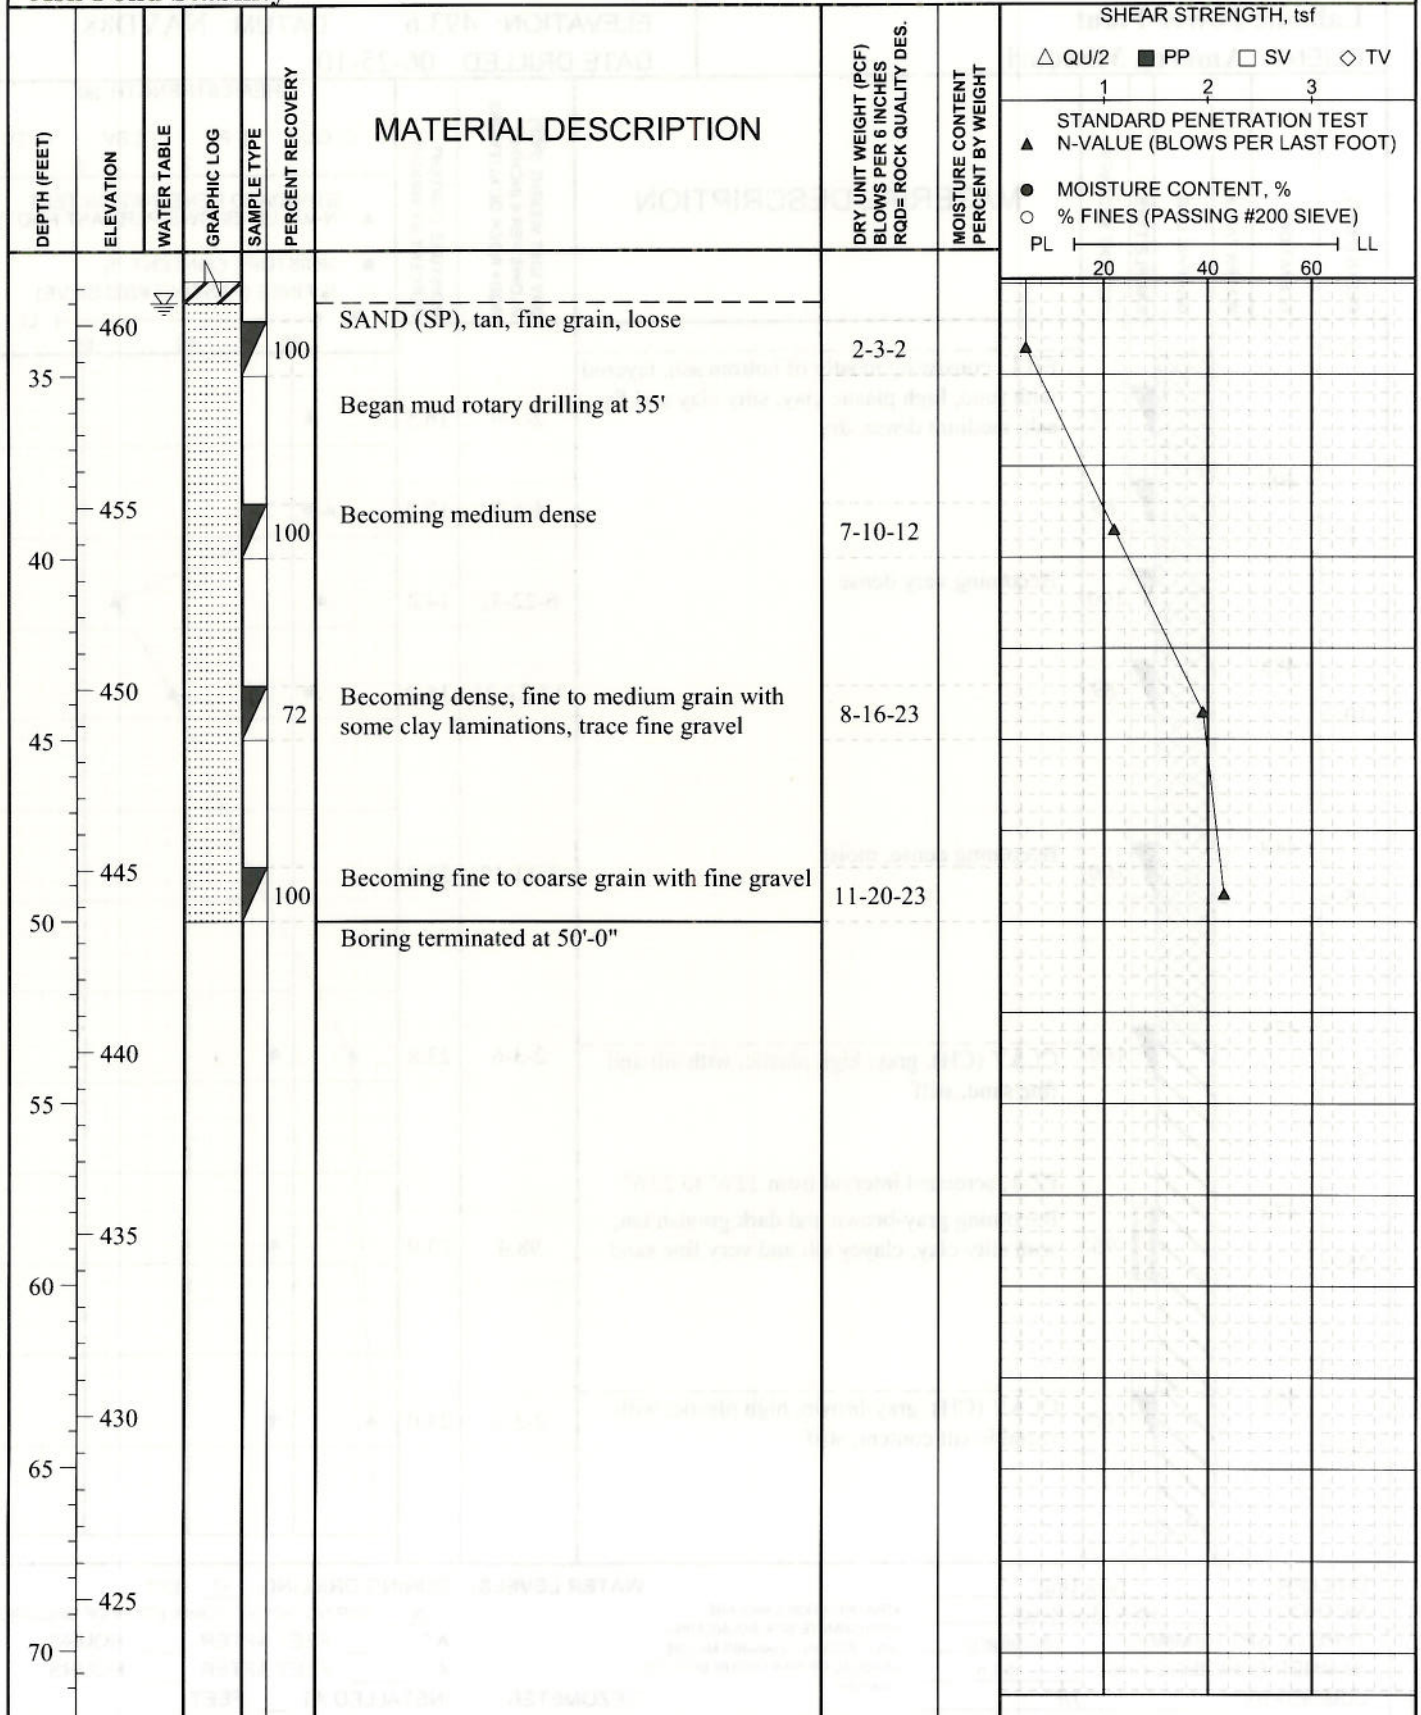 SHEAR STRENGTH, tsf
△ QU/2 ■ PP □ SV ◇ TV
1 2 3
STANDARD PENETRATION TEST
▲ N-VALUE (BLOWS PER LAST FOOT)
● MOISTURE CONTENT, %
○ % FINES (PASSING #200 SIEVE)
PL LL
20 40 60
DEPTH (FEET)
ELEVATION
WATER TABLE
GRAPHIC LOG
SAMPLE TYPE
PERCENT RECOVERY
MATERIAL DESCRIPTION
DRY UNIT WEIGHT (PCF)
BLOWS PER 6 INCHES
RQD= ROCK QUALITY DES.
MOISTURE CONTENT
PERCENT BY WEIGHT
SAND (SP), tan, fine grain, loose
460
100 2-3-2
35
Began mud rotary drilling at 35'
455 Becoming medium dense
100 7-10-12
40
450 Becoming dense, fine to medium grain with
72 8-16-23
some clay laminations, trace fine gravel
45
445 Becoming fine to coarse grain with fine gravel
100 11-20-23
50
Boring terminated at 50'-0"
440
55
435
60
430
65
425
70